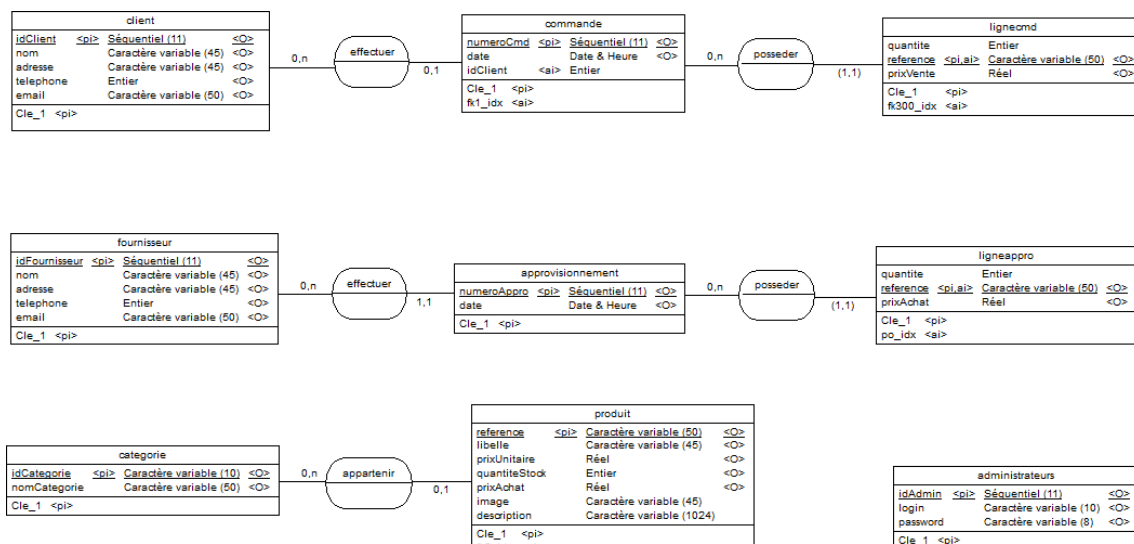 client
idClient <pi> Séquentiel (11) <O>
nom Caractère variable (45) <O>
adresse Caractère variable (45) <O>
telephone Entier <O>
email Caractère variable (50) <O>
Cle_1 <pi>
0,n
effectuer
0,1
commande
numeroCmd <pi> Séquentiel (11) <O>
date Date & Heure <O>
idClient <ai> Entier
Cle_1 <pi>
fk1_idx <ai>
0,n
posseder
(1,1)
lignecmd
quantite Entier
reference <pi,ai> Caractère variable (50) <O>
prixVente Réel <O>
Cle_1 <pi>
fk300_idx <ai>
fournisseur
idFournisseur <pi> Séquentiel (11) <O>
nom Caractère variable (45) <O>
adresse Caractère variable (45) <O>
telephone Entier <O>
email Caractère variable (50) <O>
Cle_1 <pi>
0,n
effectuer
1,1
approvisionnement
numeroAppro <pi> Séquentiel (11) <O>
date Date & Heure <O>
Cle_1 <pi>
0,n
posseder
(1,1)
ligneappro
quantite Entier
reference <pi,ai> Caractère variable (50) <O>
prixAchat Réel <O>
Cle_1 <pi>
po_idx <ai>
categorie
idCategorie <pi> Caractère variable (10) <O>
nomCategorie Caractère variable (50) <O>
Cle_1 <pi>
0,n
appartenir
0,1
produit
reference <pi> Caractère variable (50) <O>
libelle Caractère variable (45) <O>
prixUnitaire Réel <O>
quantiteStock Entier <O>
prixAchat Réel <O>
image Caractère variable (45)
description Caractère variable (1024)
Cle_1 <pi>
administrateurs
idAdmin <pi> Séquentiel (11) <O>
login Caractère variable (10) <O>
password Caractère variable (8) <O>
Cle_1 <pi>